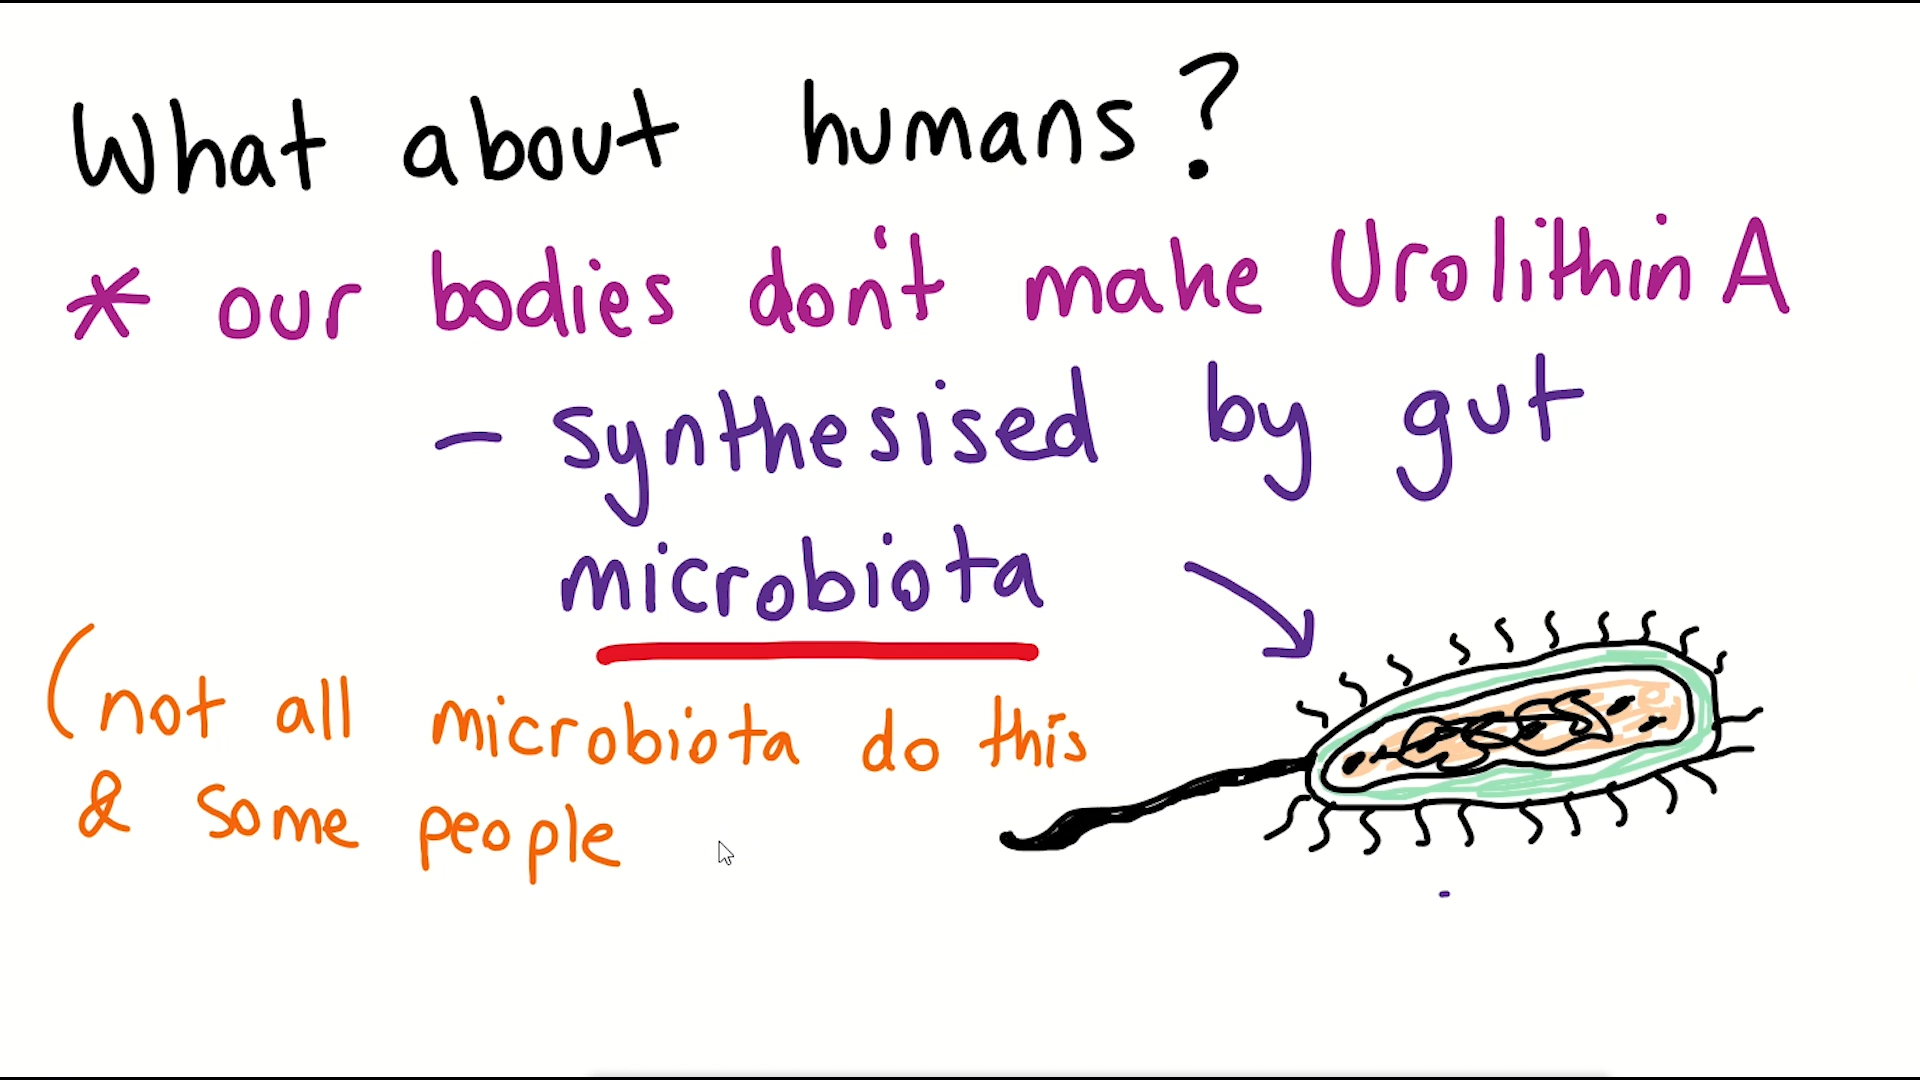 What about humans?
* our bodies don't make Urolithin A
- synthesised by gut
microbiota
(not all microbiota do this
& some people